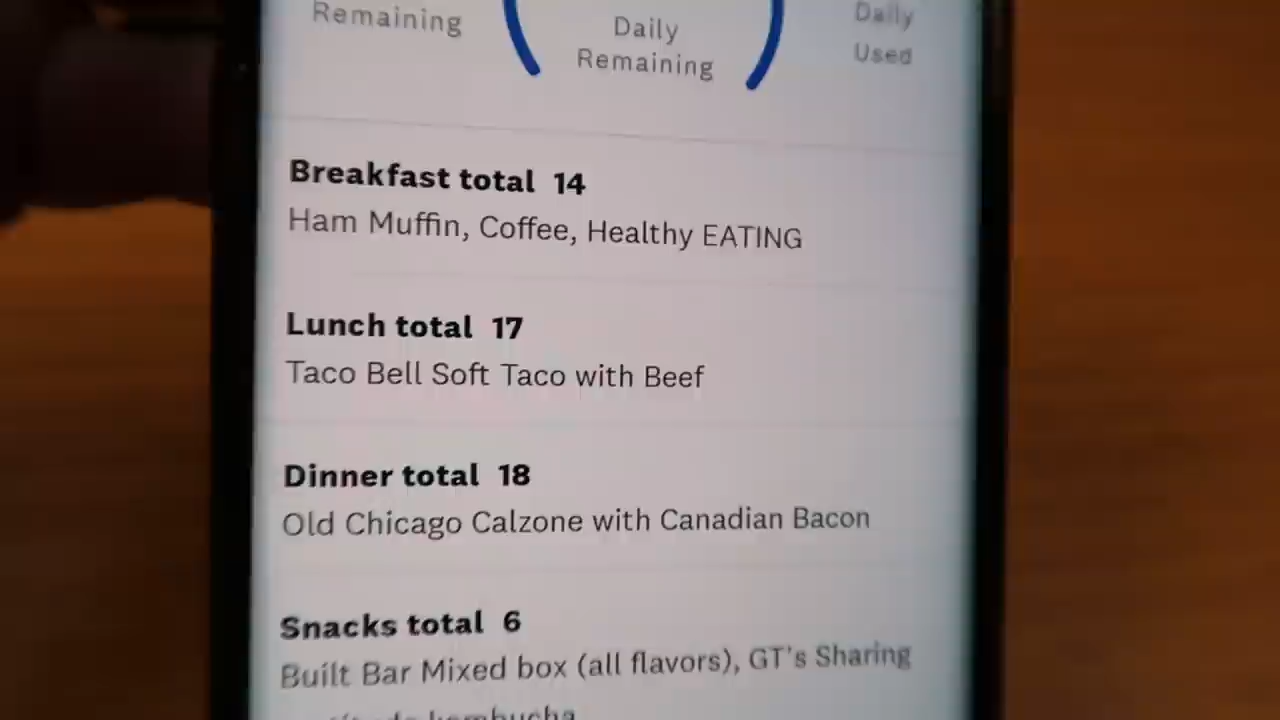 Remaining
Daily
Remaining
Daily
Used
Breakfast total 14
Ham Muffin, Coffee, Healthy EATING
Lunch total 17
Taco Bell Soft Taco with Beef
Dinner total 18
Old Chicago Calzone with Canadian Bacon
Snacks total 6
Built Bar Mixed box (all flavors), GT's Sharing
kombucha